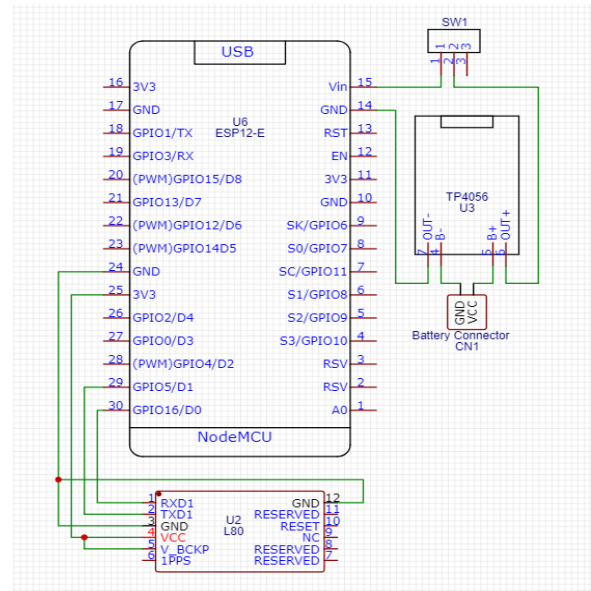 SW1
1 2 3
1 2 3
USB
U6
ESP12-E
16 3V3
17 GND
18 GPIO1/TX
19 GPIO3/RX
20 (PWM)GPIO15/D8
21 GPIO13/D7
22 (PWM)GPIO12/D6
23 (PWM)GPIO14D5
24 GND
25 3V3
26 GPIO2/D4
27 GPIO0/D3
28 (PWM)GPIO4/D2
29 GPIO5/D1
30 GPIO16/D0
Vin 15
GND 14
RST 13
EN 12
3V3 11
GND 10
SK/GPIO6 9
S0/GPIO7 8
SC/GPIO11 7
S1/GPIO8 6
S2/GPIO9 5
S3/GPIO10 4
RSV 3
RSV 2
A0 1
NodeMCU
TP4056
U3
OUT-
4 B-
5 B+
6 OUT+
GND
VCC
Battery Connector
CN1
U2
L80
1 RXD1
2 TXD1
3 GND
4 VCC
5 V_BCKP
6 1PPS
GND 12
RESERVED 11
RESET 10
NC 9
RESERVED 8
RESERVED 7